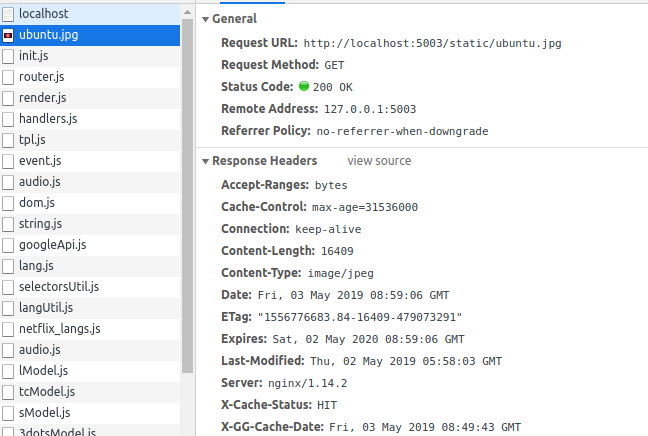 localhost
ubuntu.jpg
init.js
router.js
render.js
handlers.js
tpl.js
event.js
audio.js
dom.js
string.js
googleApi.js
lang.js
selectorsUtil.js
langUtil.js
netflix_langs.js
audio.js
lModel.js
tcModel.js
sModel.js
3dotsModel.js
General
Request URL: http://localhost:5003/static/ubuntu.jpg
Request Method: GET
Status Code: 200 OK
Remote Address: 127.0.0.1:5003
Referrer Policy: no-referrer-when-downgrade
Response Headers view source
Accept-Ranges: bytes
Cache-Control: max-age=31536000
Connection: keep-alive
Content-Length: 16409
Content-Type: image/jpeg
Date: Fri, 03 May 2019 08:59:06 GMT
ETag: "1556776683.84-16409-479073291"
Expires: Sat, 02 May 2020 08:59:06 GMT
Last-Modified: Thu, 02 May 2019 05:58:03 GMT
Server: nginx/1.14.2
X-Cache-Status: HIT
X-GG-Cache-Date: Fri, 03 May 2019 08:49:43 GMT